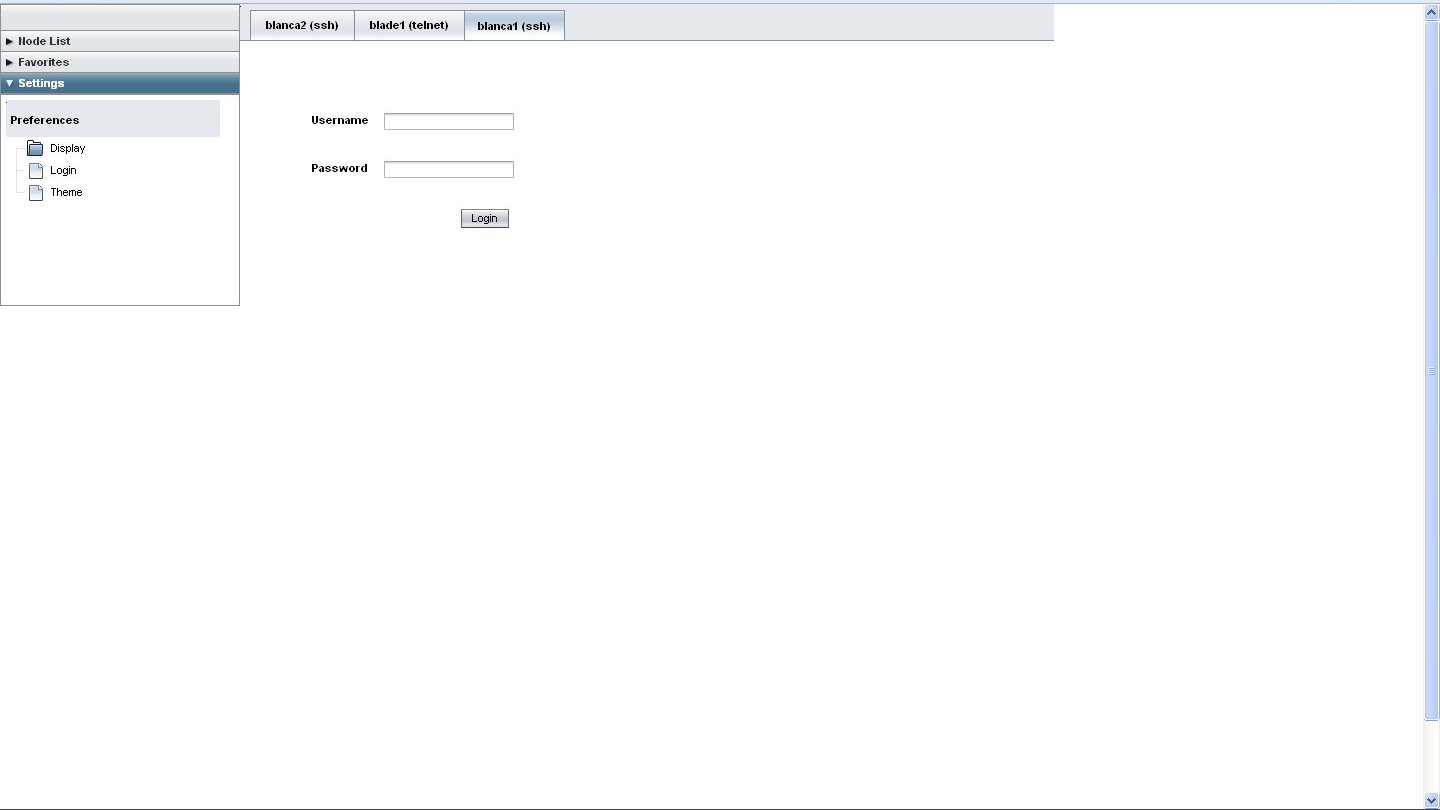 blanca2 (ssh)
blade1 (telnet)
blanca1 (ssh)
Node List
Favorites
Settings
Preferences
Display
Login
Theme
Username
Password
Login